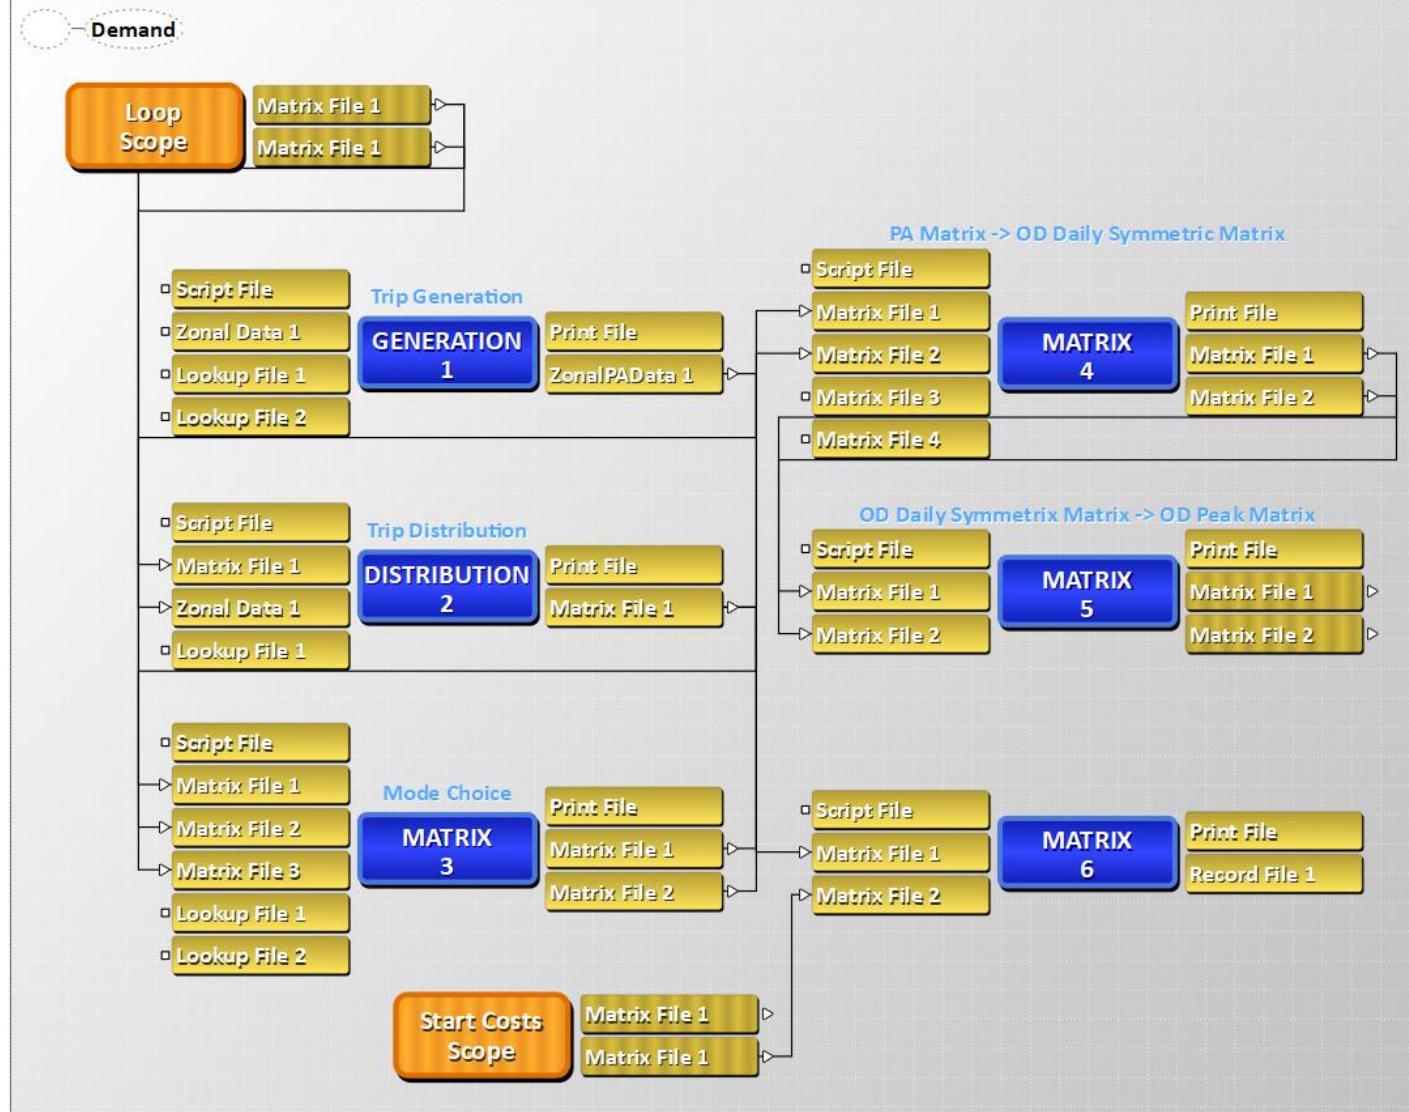 Demand
Loop
Scope
Matrix File 1
Matrix File 1
Trip Generation
Script File
Zonal Data 1
Lookup File 1
Lookup File 2
GENERATION
1
Print File
ZonalPAData 1
Trip Distribution
Script File
Matrix File 1
Zonal Data 1
Lookup File 1
DISTRIBUTION
2
Print File
Matrix File 1
Mode Choice
Script File
Matrix File 1
Matrix File 2
Matrix File 3
Lookup File 1
Lookup File 2
MATRIX
3
Print File
Matrix File 1
Matrix File 2
Start Costs
Scope
Matrix File 1
Matrix File 1
PA Matrix -> OD Daily Symmetric Matrix
Script File
Matrix File 1
Matrix File 2
Matrix File 3
Matrix File 4
MATRIX
4
Print File
Matrix File 1
Matrix File 2
OD Daily Symmetrix Matrix -> OD Peak Matrix
Script File
Matrix File 1
Matrix File 2
MATRIX
5
Print File
Matrix File 1
Matrix File 2
Script File
Matrix File 1
Matrix File 2
MATRIX
6
Print File
Record File 1